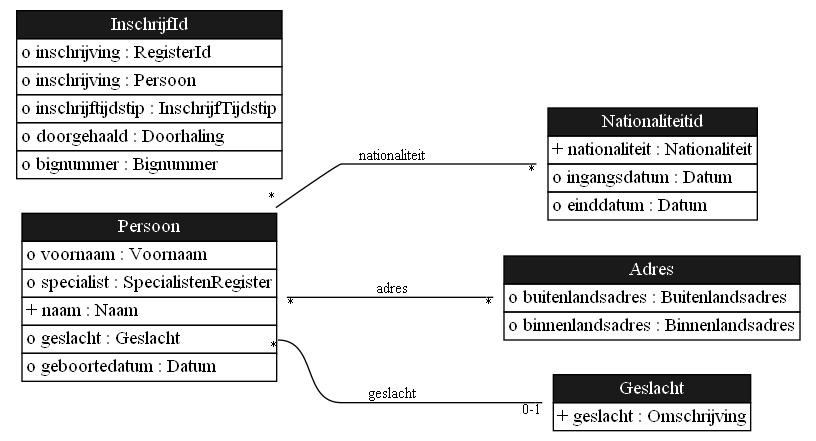 InschrijfId
o inschrijving : RegisterId
o inschrijving : Persoon
o inschrijftijdstip : InschrijfTijdstip
o doorgehaald : Doorhaling
o bignummer : Bignummer
Nationaliteitid
+ nationaliteit : Nationaliteit
o ingangsdatum : Datum
o einddatum : Datum
nationaliteit
*
*
Persoon
o voornaam : Voornaam
o specialist : SpecialistenRegister
+ naam : Naam
o geslacht : Geslacht
o geboortedatum : Datum
adres
*
*
Adres
o buitenlandsadres : Buitenlandsadres
o binnenlandsadres : Binnenlandsadres
*
geslacht
0-1
Geslacht
+ geslacht : Omschrijving